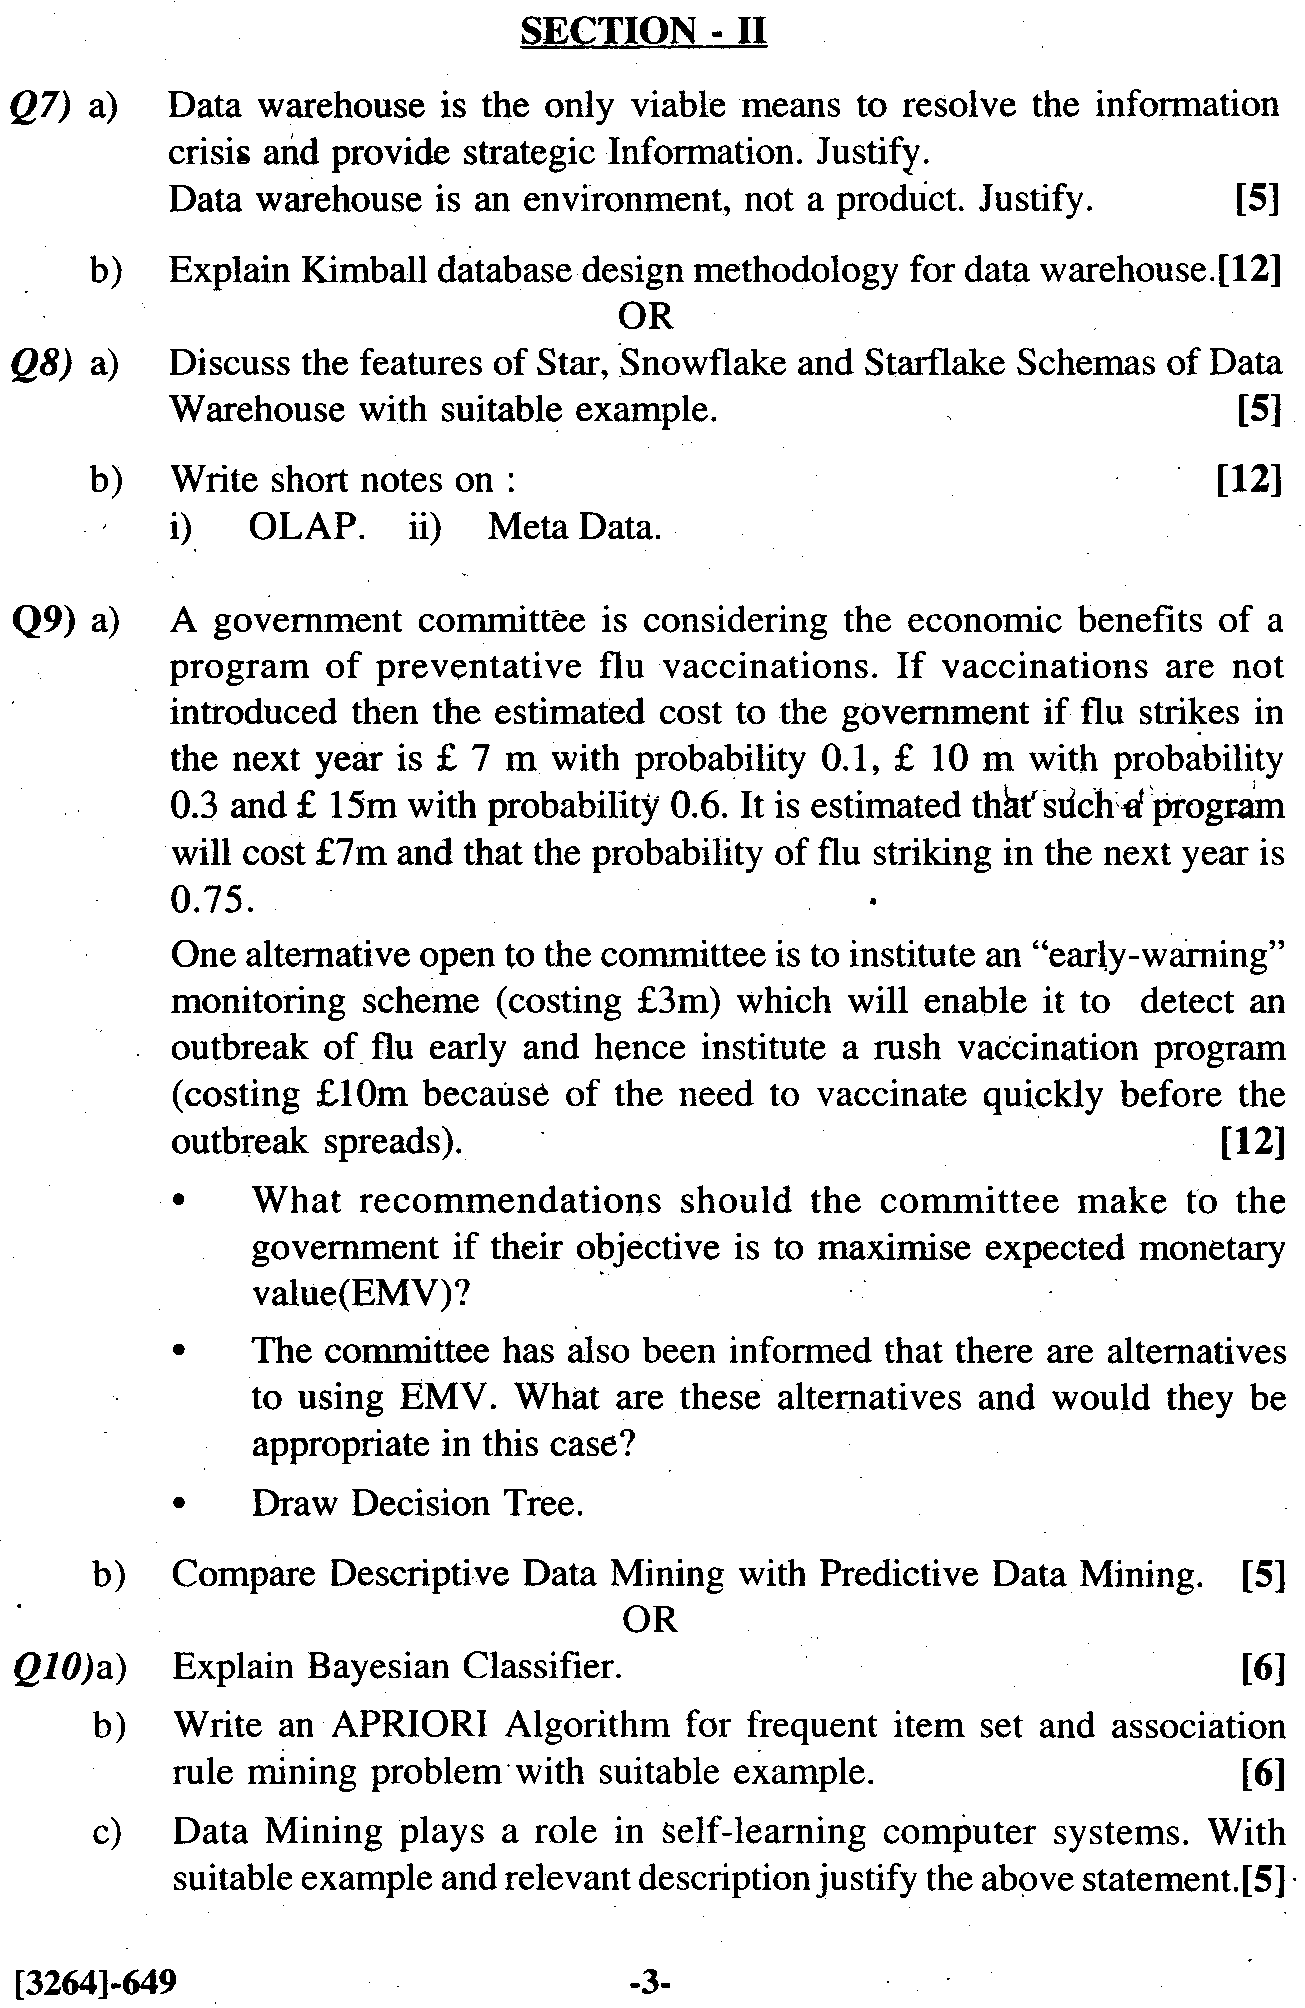 SECTION - II
Q7) a) Data warehouse is the only viable means to resolve the information
crisis and provide strategic Information. Justify.
Data warehouse is an environment, not a product. Justify. [5]
b) Explain Kimball database design methodology for data warehouse.[12]
OR
Q8) a) Discuss the features of Star, Snowflake and Starflake Schemas of Data
Warehouse with suitable example. [5]
b) Write short notes on : [12]
i) OLAP. ii) Meta Data.
Q9) a) A government committee is considering the economic benefits of a
program of preventative flu vaccinations. If vaccinations are not
introduced then the estimated cost to the government if flu strikes in
the next year is £ 7 m with probability 0.1, £ 10 m with probability
0.3 and £ 15m with probability 0.6. It is estimated that such a program
will cost £7m and that the probability of flu striking in the next year is
0.75.
One alternative open to the committee is to institute an “early-warning”
monitoring scheme (costing £3m) which will enable it to detect an
outbreak of flu early and hence institute a rush vaccination program
(costing £10m because of the need to vaccinate quickly before the
outbreak spreads). [12]
• What recommendations should the committee make to the
government if their objective is to maximise expected monetary
value(EMV)?
• The committee has also been informed that there are alternatives
to using EMV. What are these alternatives and would they be
appropriate in this case?
• Draw Decision Tree.
b) Compare Descriptive Data Mining with Predictive Data Mining. [5]
OR
Q10)a) Explain Bayesian Classifier. [6]
b) Write an APRIORI Algorithm for frequent item set and association
rule mining problem with suitable example. [6]
c) Data Mining plays a role in self-learning computer systems. With
suitable example and relevant description justify the above statement.[5]
[3264]-649 -3-